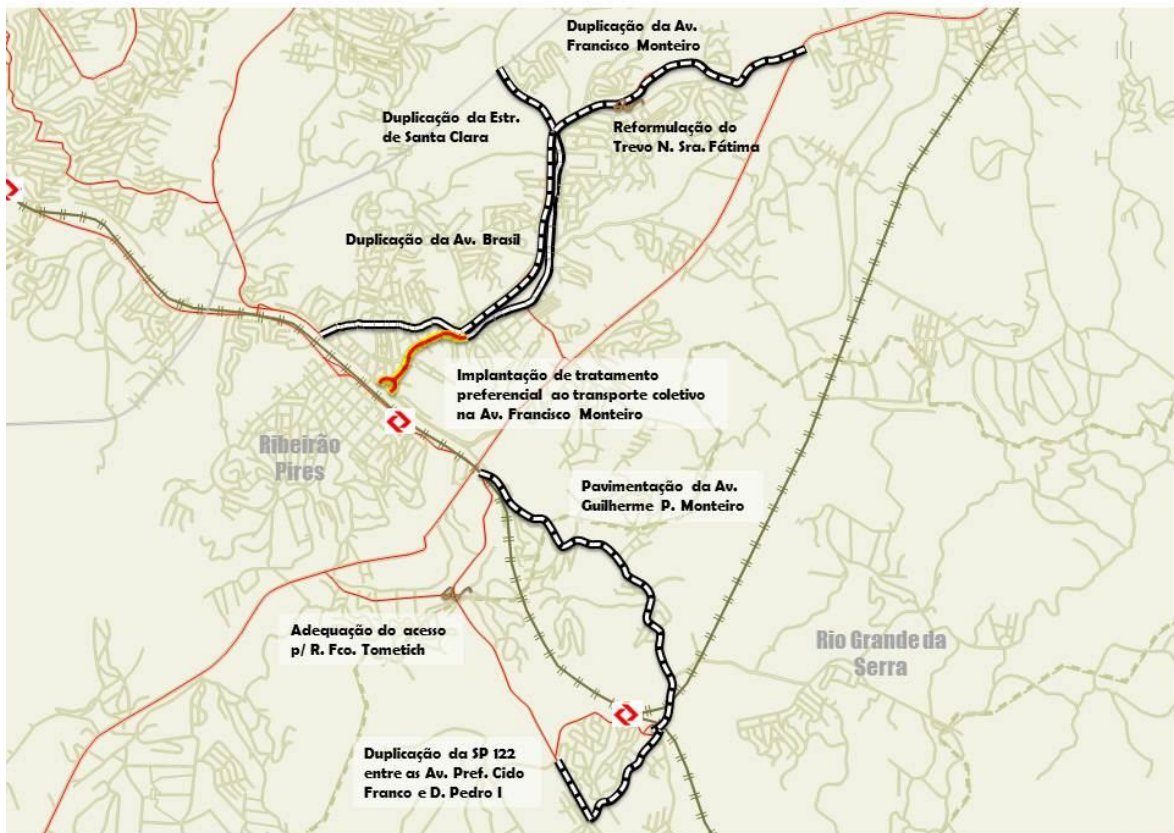 Duplicação da Av.
Francisco Monteiro
Duplicação da Estr.
de Santa Clara
Reformulação do
Trevo N. Sra. Fátima
Duplicação da Av. Brasil
Implantação de tratamento
preferencial ao transporte coletivo
na Av. Francisco Monteiro
Ribeirão
Pires
Pavimentação da Av.
Guilherme P. Monteiro
Adequação do acesso
p/ R. Fco. Tometich
Rio Grande da
Serra
Duplicação da SP 122
entre as Av. Pref. Cido
Franco e D. Pedro I